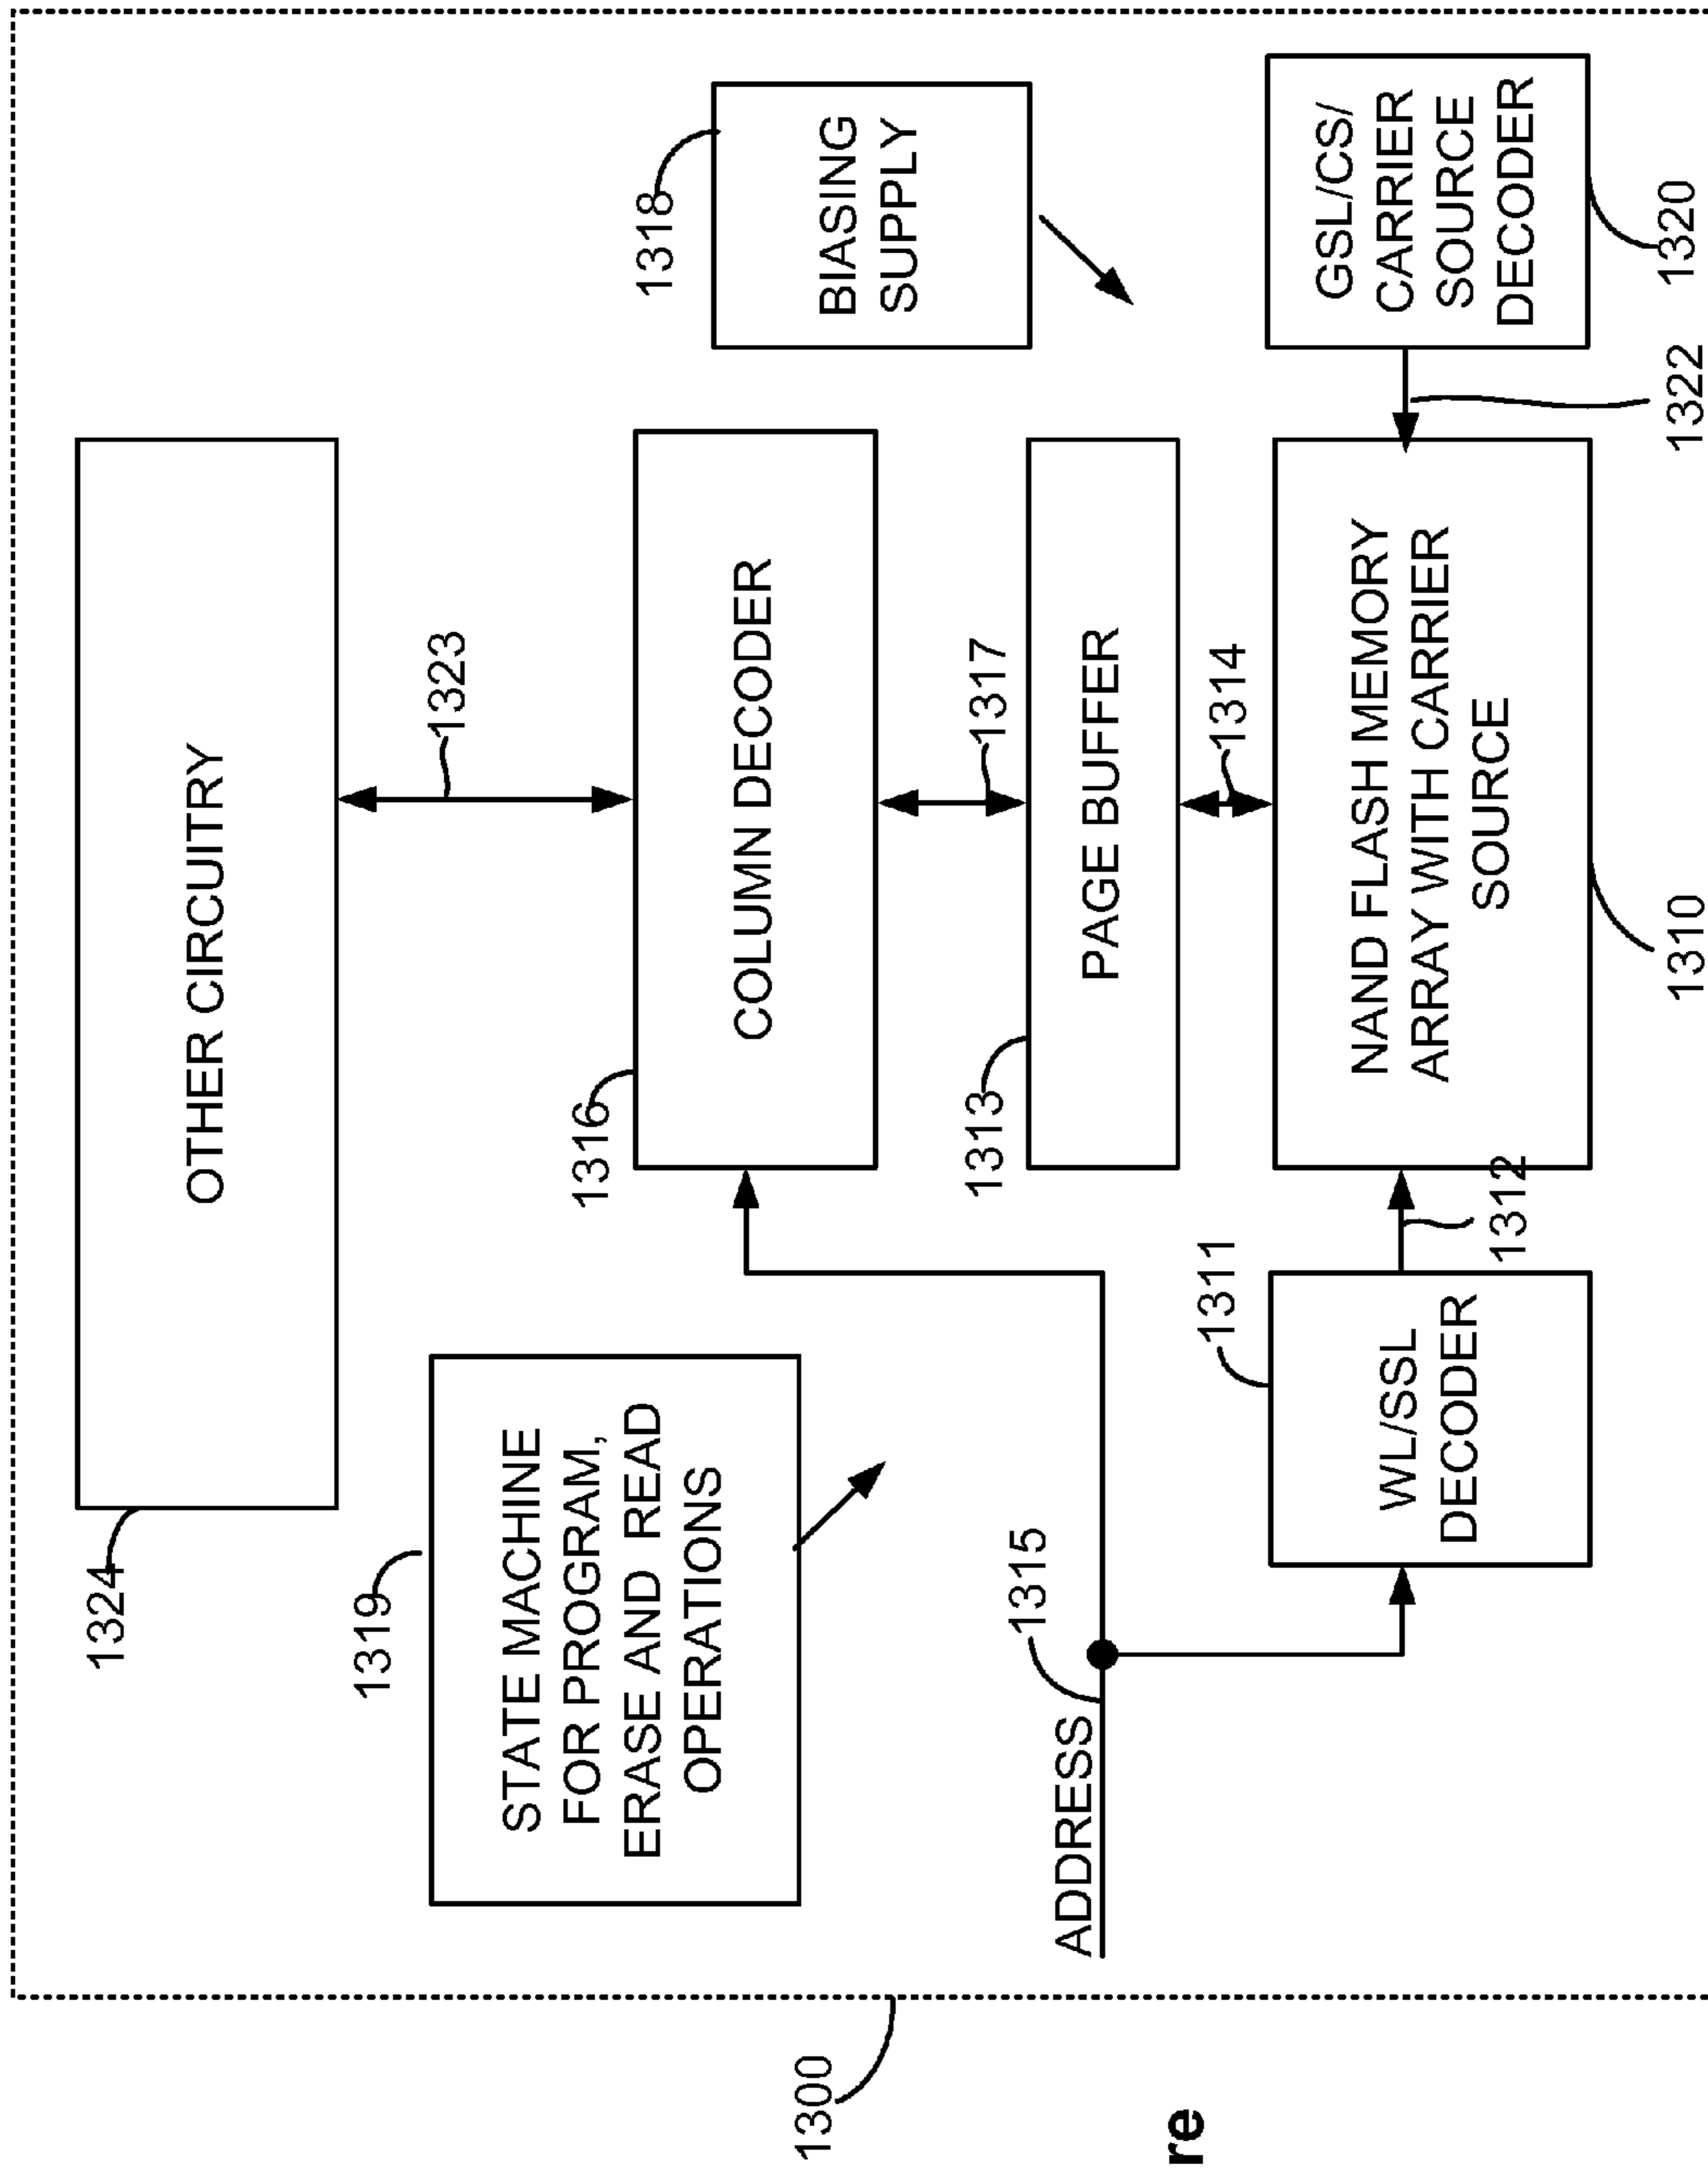 1324
OTHER CIRCUITRY
1319
STATE MACHINE
FOR PROGRAM,
ERASE AND READ
OPERATIONS
1323
1318
BIASING
SUPPLY
1316
COLUMN DECODER
1317
1315
ADDRESS
1313
PAGE BUFFER
1314
1311
WL/SSL
DECODER
1312
NAND FLASH MEMORY
ARRAY WITH CARRIER
SOURCE
1310
GSL/CS/
CARRIER
SOURCE
DECODER
1322
1320
1300
re